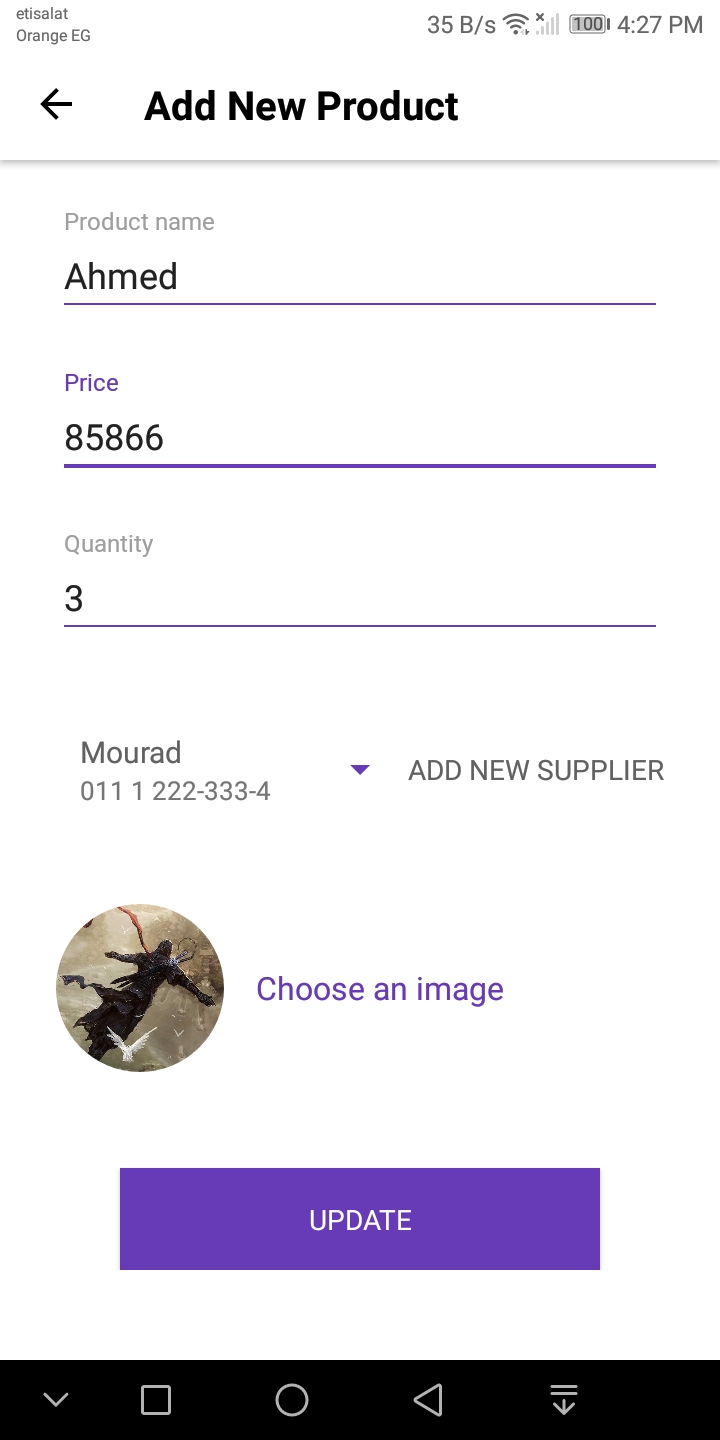 etisalat
Orange EG
35 B/s 100 4:27 PM
Add New Product
Product name
Ahmed
Price
85866
Quantity
3
Mourad
011 1 222-333-4
ADD NEW SUPPLIER
Choose an image
UPDATE